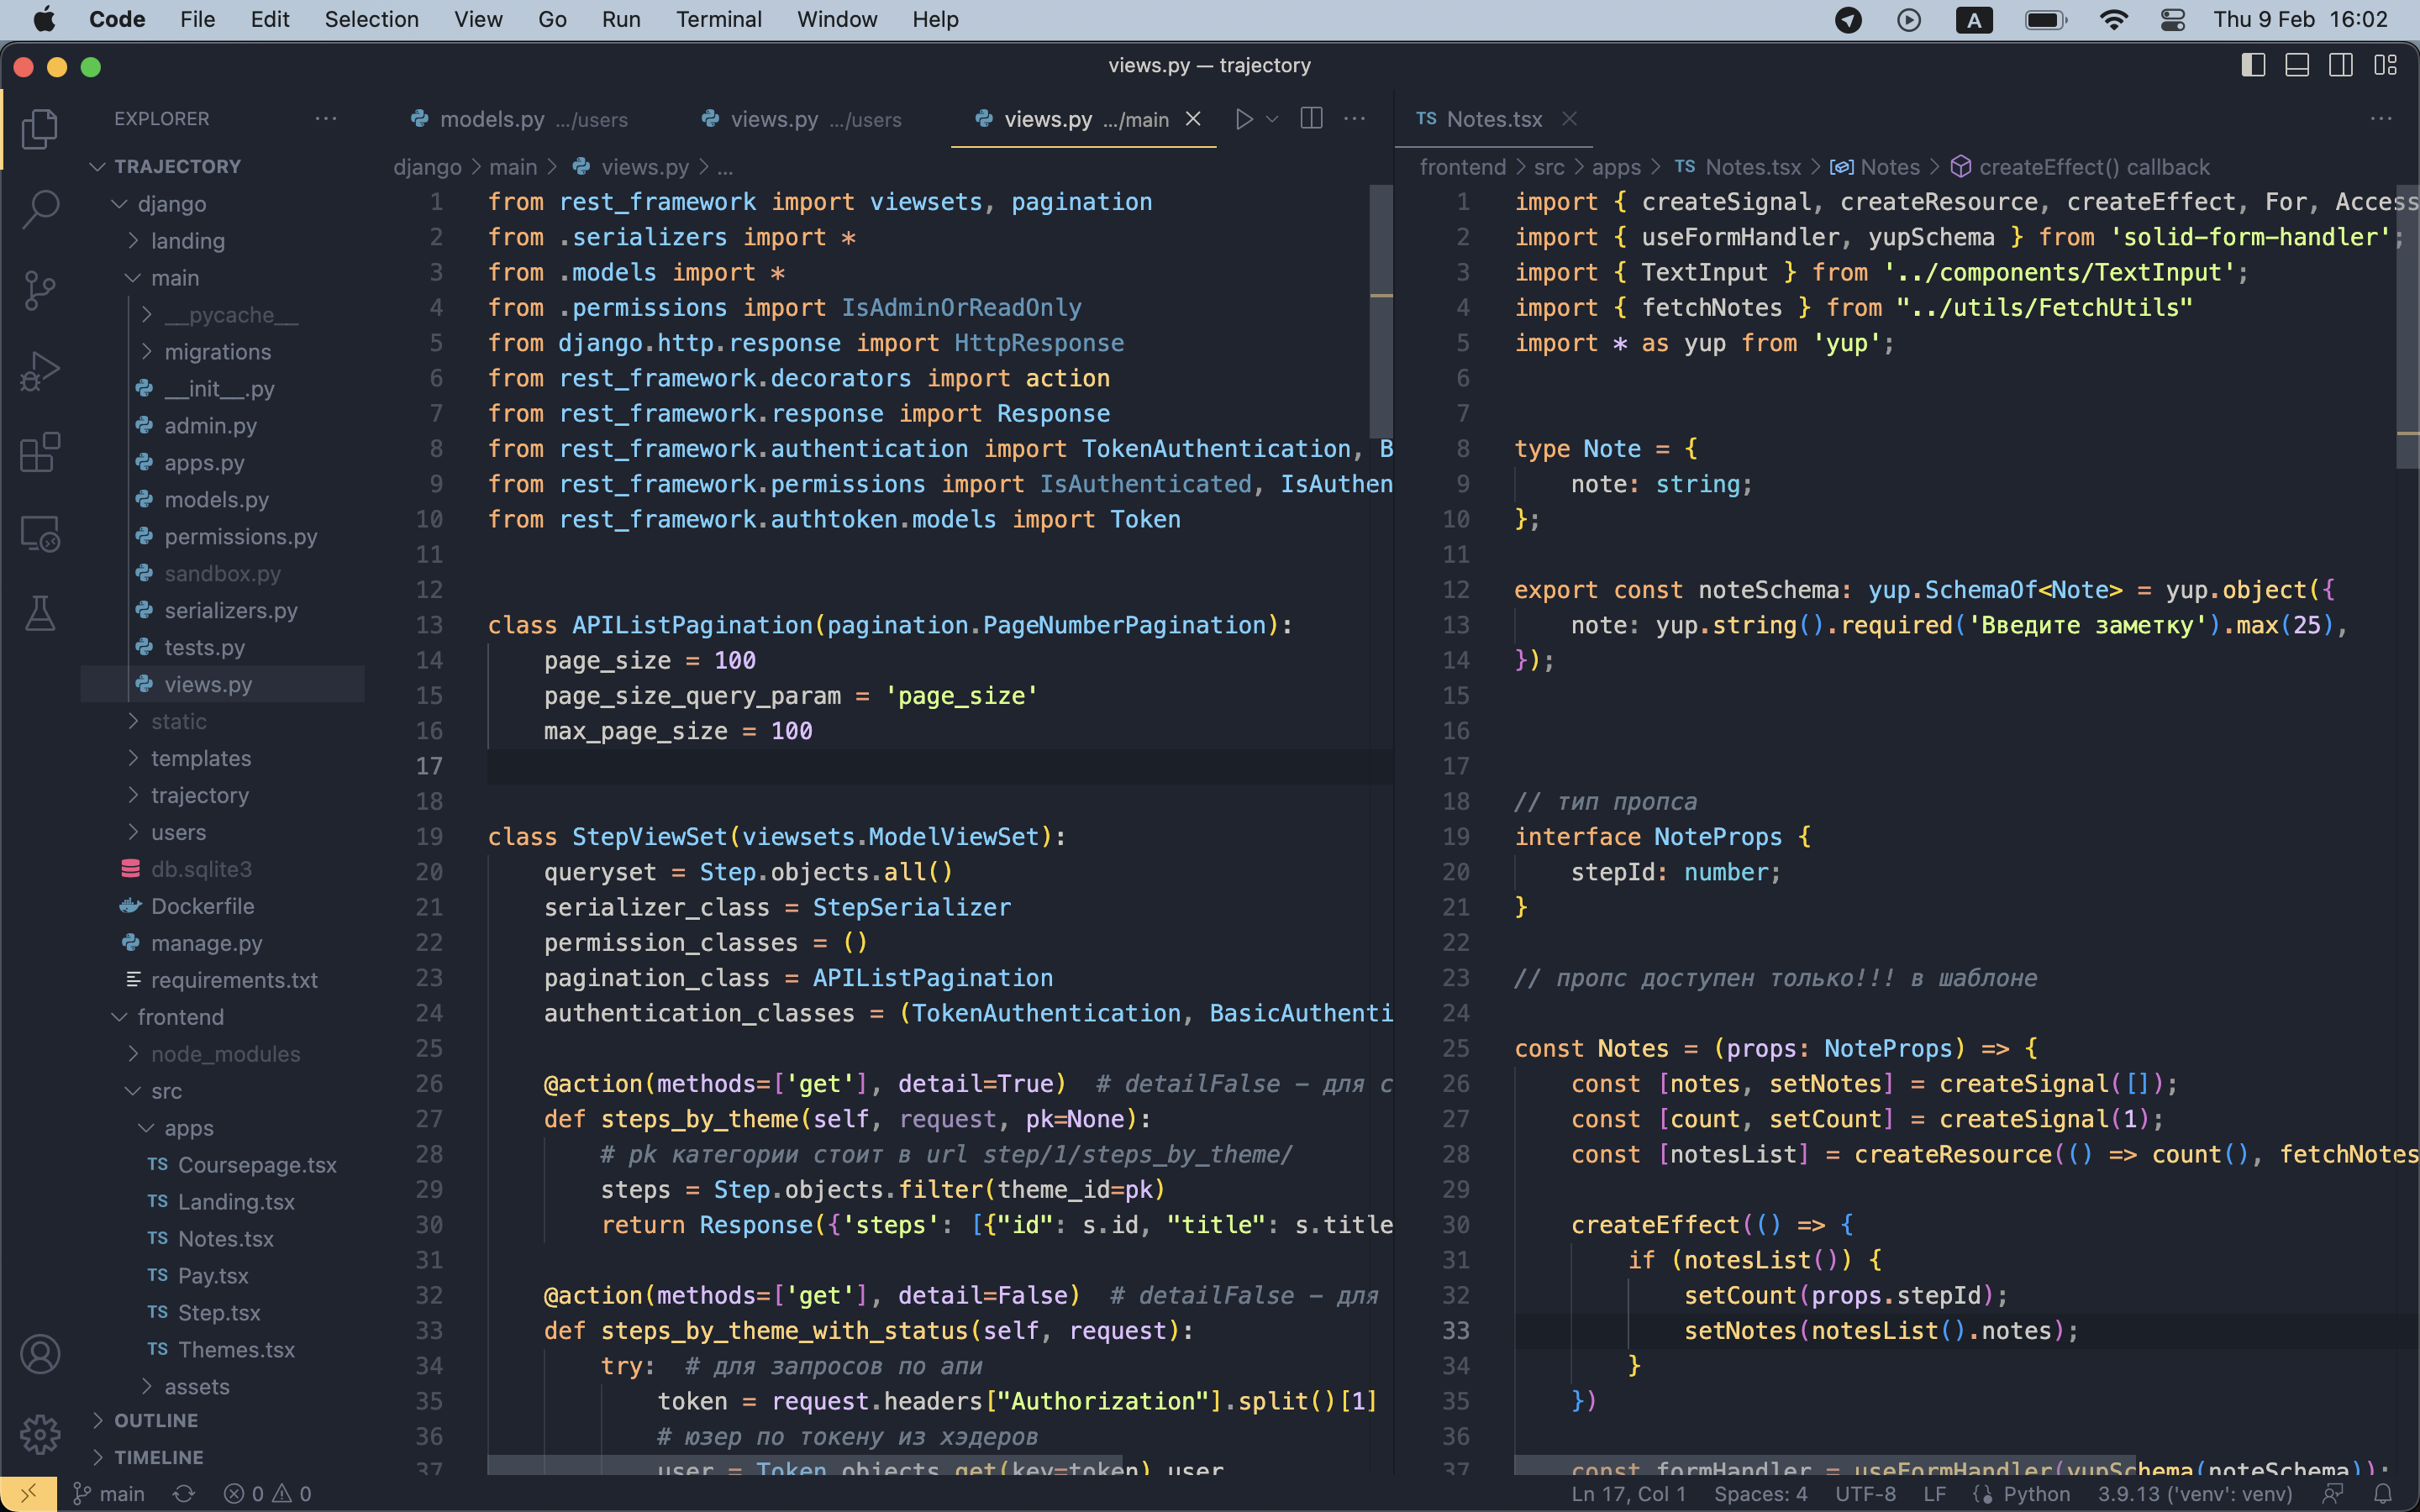 Code File Edit Selection View Go Run Terminal Window Help A Thu 9 Feb 16:02
views.py — trajectory
EXPLORER
TRAJECTORY
django
landing
main
__pycache__
migrations
__init__.py
admin.py
apps.py
models.py
permissions.py
sandbox.py
serializers.py
tests.py
views.py
static
templates
trajectory
users
db.sqlite3
Dockerfile
manage.py
requirements.txt
frontend
node_modules
src
apps
TS Coursepage.tsx
TS Landing.tsx
TS Notes.tsx
TS Pay.tsx
TS Step.tsx
TS Themes.tsx
assets
OUTLINE
TIMELINE
models.py .../users views.py .../users views.py .../main
django > main > views.py > ...
1 from rest_framework import viewsets, pagination
2 from .serializers import *
3 from .models import *
4 from .permissions import IsAdminOrReadOnly
5 from django.http.response import HttpResponse
6 from rest_framework.decorators import action
7 from rest_framework.response import Response
8 from rest_framework.authentication import TokenAuthentication, B
9 from rest_framework.permissions import IsAuthenticated, IsAuthen
10 from rest_framework.authtoken.models import Token
11
12
13 class APIListPagination(pagination.PageNumberPagination):
14 page_size = 100
15 page_size_query_param = 'page_size'
16 max_page_size = 100
17
18
19 class StepViewSet(viewsets.ModelViewSet):
20 queryset = Step.objects.all()
21 serializer_class = StepSerializer
22 permission_classes = ()
23 pagination_class = APIListPagination
24 authentication_classes = (TokenAuthentication, BasicAuthenti
25
26 @action(methods=['get'], detail=True) # detailFalse – для с
27 def steps_by_theme(self, request, pk=None):
28 # pk категории стоит в url step/1/steps_by_theme/
29 steps = Step.objects.filter(theme_id=pk)
30 return Response({'steps': [{"id": s.id, "title": s.title
31
32 @action(methods=['get'], detail=False) # detailFalse – для
33 def steps_by_theme_with_status(self, request):
34 try: # для запросов по апи
35 token = request.headers["Authorization"].split()[1]
36 # юзер по токену из хэдеров
37 user = Token.objects.get(key=token).user
TS Notes.tsx
frontend > src > apps > TS Notes.tsx > Notes > createEffect() callback
1 import { createSignal, createResource, createEffect, For, Access
2 import { useFormHandler, yupSchema } from 'solid-form-handler';
3 import { TextInput } from '../components/TextInput';
4 import { fetchNotes } from "../utils/FetchUtils"
5 import * as yup from 'yup';
6
7
8 type Note = {
9 note: string;
10 };
11
12 export const noteSchema: yup.SchemaOf<Note> = yup.object({
13 note: yup.string().required('Введите заметку').max(25),
14 });
15
16
17
18 // тип пропса
19 interface NoteProps {
20 stepId: number;
21 }
22
23 // пропс доступен только!!! в шаблоне
24
25 const Notes = (props: NoteProps) => {
26 const [notes, setNotes] = createSignal([]);
27 const [count, setCount] = createSignal(1);
28 const [notesList] = createResource(() => count(), fetchNotes
29
30 createEffect(() => {
31 if (notesList()) {
32 setCount(props.stepId);
33 setNotes(notesList().notes);
34 }
35 })
36
37 const formHandler = useFormHandler(yupSchema(noteSchema));
main 0 0 Ln 17, Col 1 Spaces: 4 UTF-8 LF Python 3.9.13 ('venv': venv)